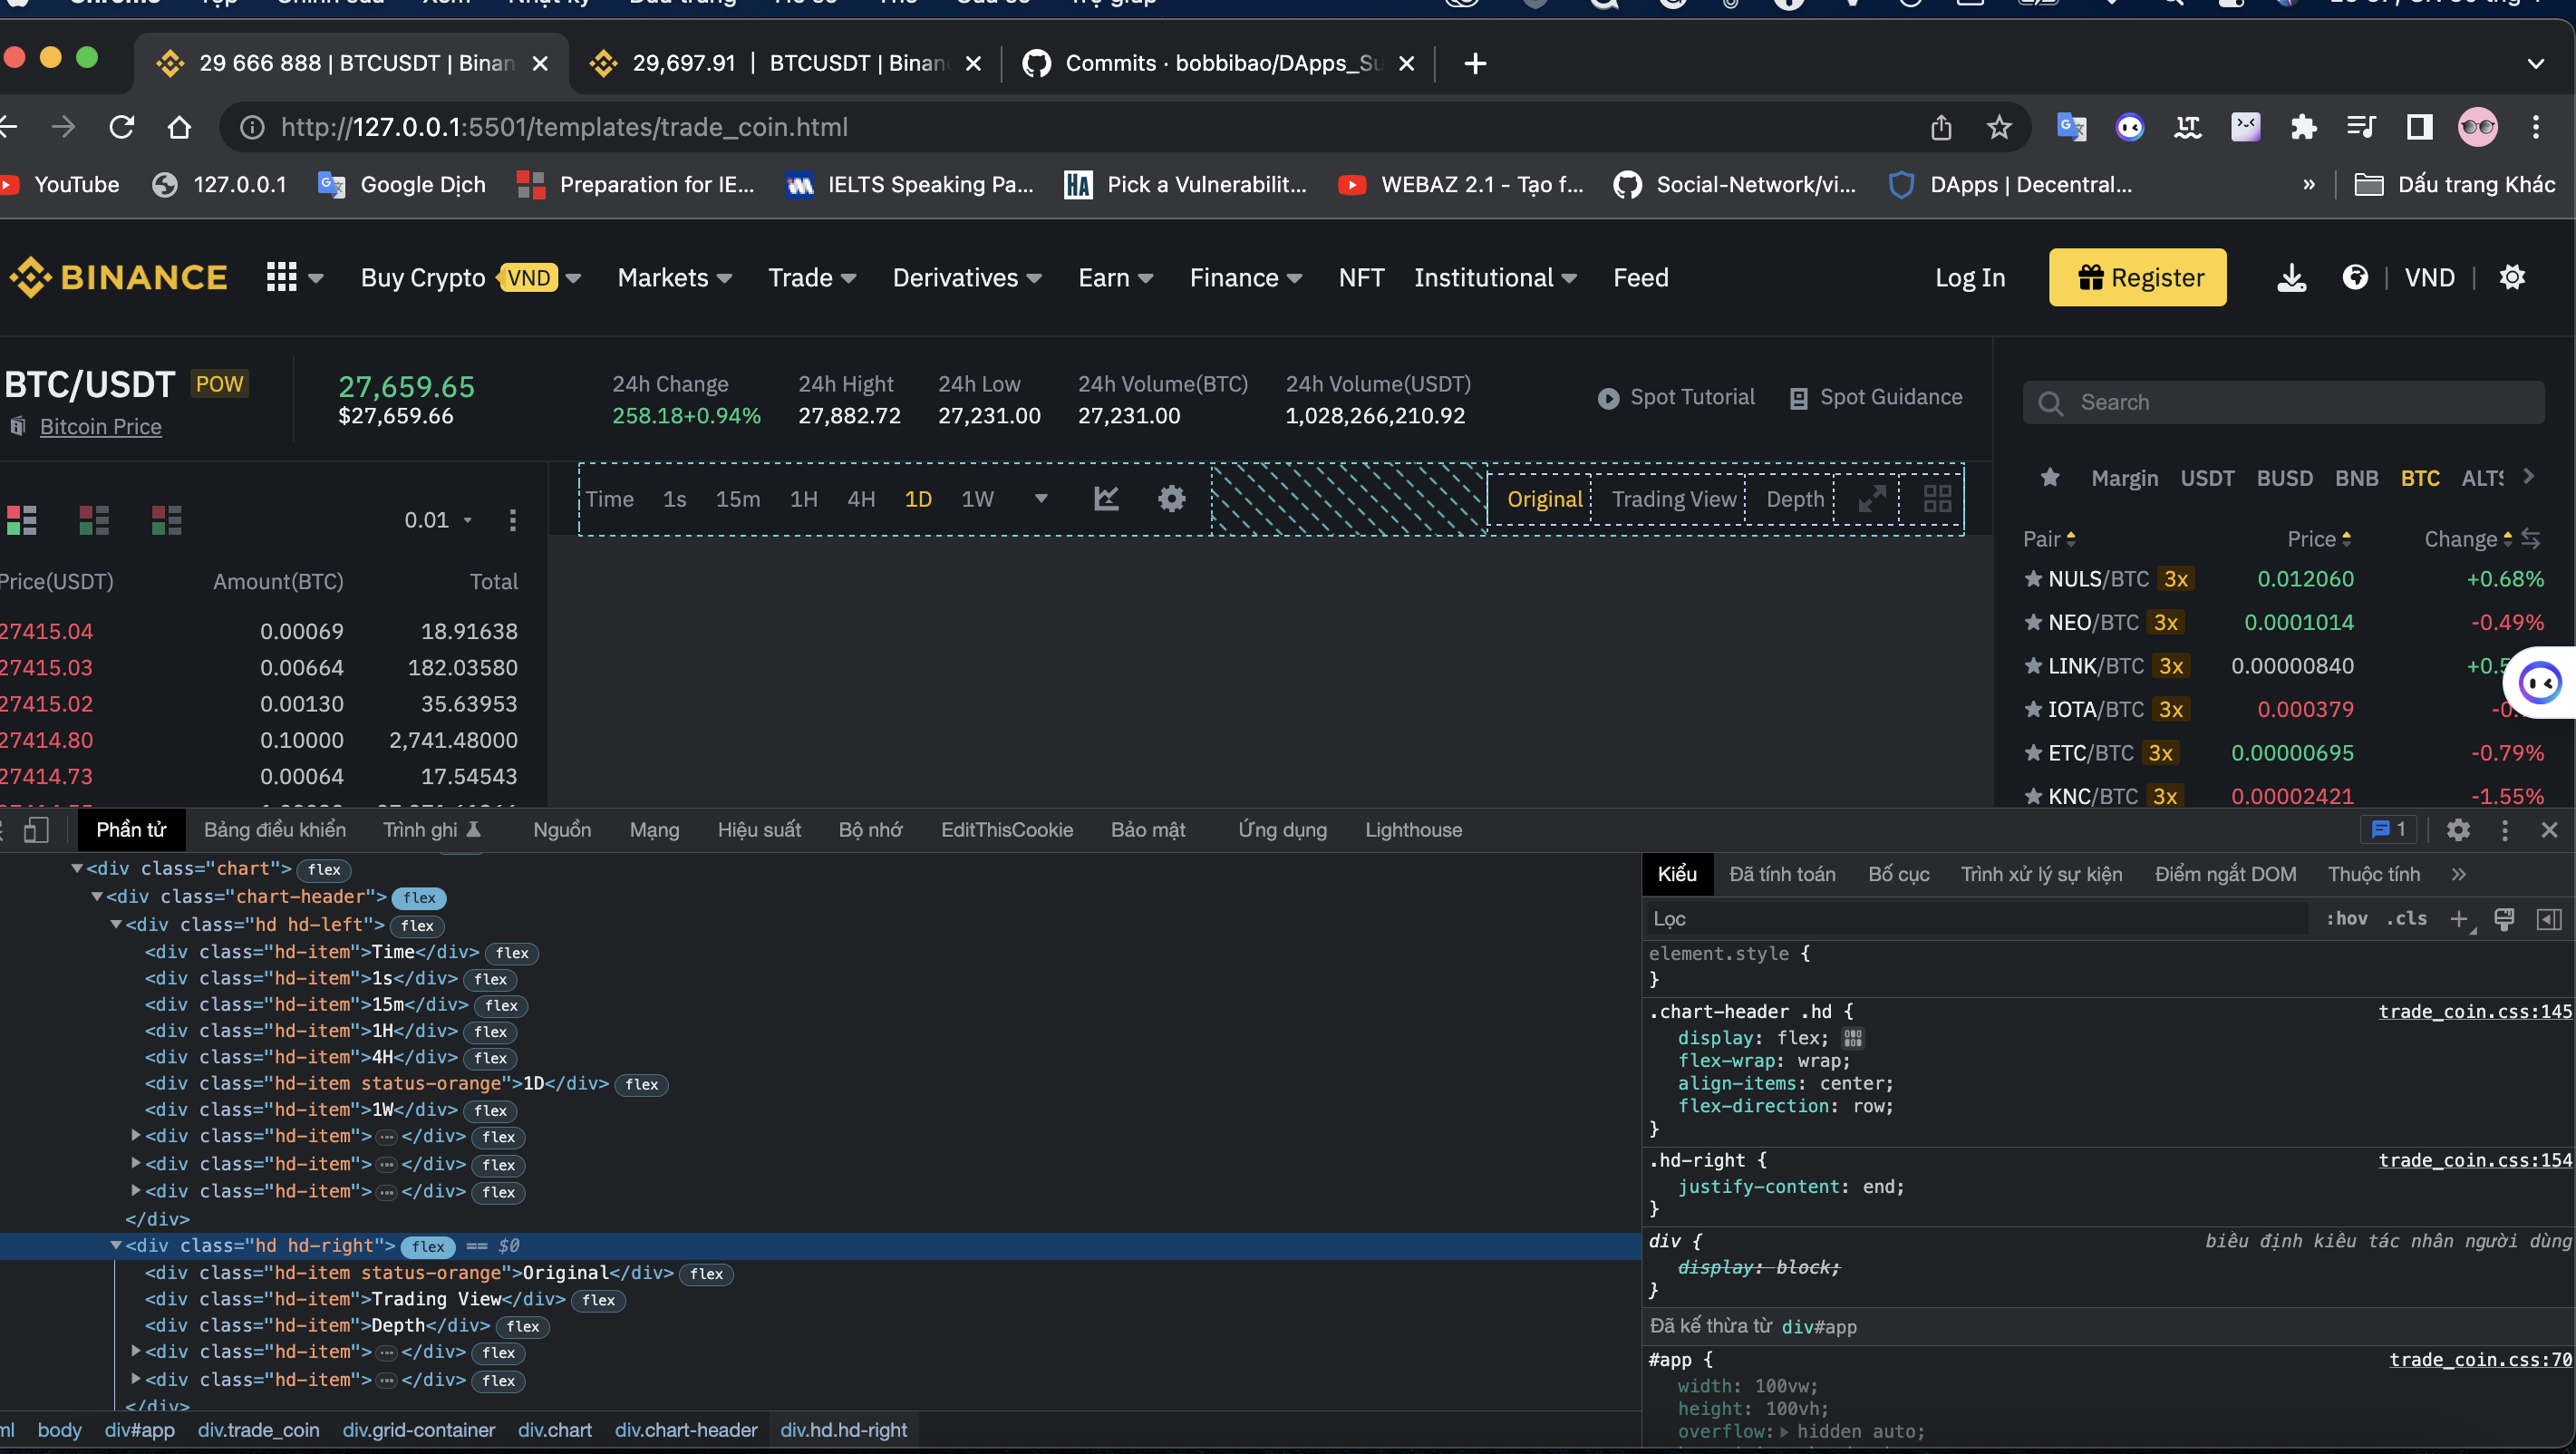 29 666 888 | BTCUSDT | Binan
29,697.91 | BTCUSDT | Binan
Commits · bobbibao/DApps_Su
http://127.0.0.1:5501/templates/trade_coin.html
YouTube
127.0.0.1
Google Dịch
Preparation for IE...
IELTS Speaking Pa...
HA
Pick a Vulnerabilit...
WEBAZ 2.1 - Tạo f...
Social-Network/vi...
DApps | Decentral...
»
Dấu trang Khác
BINANCE
Buy Crypto VND
Markets
Trade
Derivatives
Earn
Finance
NFT
Institutional
Feed
Log In
Register
VND
BTC/USDT POW
Bitcoin Price
27,659.65
$27,659.66
24h Change
258.18+0.94%
24h Hight
27,882.72
24h Low
27,231.00
24h Volume(BTC)
27,231.00
24h Volume(USDT)
1,028,266,210.92
Spot Tutorial
Spot Guidance
Search
0.01
Price(USDT) Amount(BTC) Total
27415.04 0.00069 18.91638
27415.03 0.00664 182.03580
27415.02 0.00130 35.63953
27414.80 0.10000 2,741.48000
27414.73 0.00064 17.54543
Time 1s 15m 1H 4H 1D 1W
Original Trading View Depth
Margin USDT BUSD BNB BTC ALTS
Pair Price Change
NULS/BTC 3x 0.012060 +0.68%
NEO/BTC 3x 0.0001014 -0.49%
LINK/BTC 3x 0.00000840 +0.5
IOTA/BTC 3x 0.000379 -0.
ETC/BTC 3x 0.00000695 -0.79%
KNC/BTC 3x 0.00002421 -1.55%
Phần tử
Bảng điều khiển
Trình ghi
Nguồn
Mạng
Hiệu suất
Bộ nhớ
EditThisCookie
Bảo mật
Ứng dụng
Lighthouse
1
<div class="chart"> flex
<div class="chart-header"> flex
<div class="hd hd-left"> flex
<div class="hd-item">Time</div> flex
<div class="hd-item">1s</div> flex
<div class="hd-item">15m</div> flex
<div class="hd-item">1H</div> flex
<div class="hd-item">4H</div> flex
<div class="hd-item status-orange">1D</div> flex
<div class="hd-item">1W</div> flex
<div class="hd-item">…</div> flex
<div class="hd-item">…</div> flex
<div class="hd-item">…</div> flex
</div>
<div class="hd hd-right"> flex == $0
<div class="hd-item status-orange">Original</div> flex
<div class="hd-item">Trading View</div> flex
<div class="hd-item">Depth</div> flex
<div class="hd-item">…</div> flex
<div class="hd-item">…</div> flex
</div>
ml body div#app div.trade_coin div.grid-container div.chart div.chart-header div.hd.hd-right
Kiểu
Đã tính toán
Bố cục
Trình xử lý sự kiện
Điểm ngắt DOM
Thuộc tính
»
Lọc
:hov .cls
element.style {
}
.chart-header .hd { trade_coin.css:145
display: flex;
flex-wrap: wrap;
align-items: center;
flex-direction: row;
}
.hd-right { trade_coin.css:154
justify-content: end;
}
div { biểu định kiểu tác nhân người dùng
display: block;
}
Đã kế thừa từ div#app
#app { trade_coin.css:70
width: 100vw;
height: 100vh;
overflow: hidden auto;